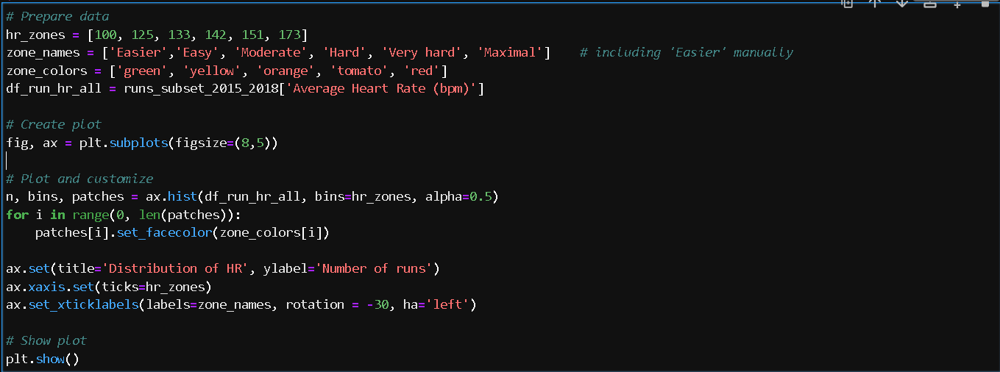 # Prepare data
hr_zones = [100, 125, 133, 142, 151, 173]
zone_names = ['Easier','Easy', 'Moderate', 'Hard', 'Very hard', 'Maximal']    # including 'Easier' manually
zone_colors = ['green', 'yellow', 'orange', 'tomato', 'red']
df_run_hr_all = runs_subset_2015_2018['Average Heart Rate (bpm)']

# Create plot
fig, ax = plt.subplots(figsize=(8,5))

# Plot and customize
n, bins, patches = ax.hist(df_run_hr_all, bins=hr_zones, alpha=0.5)
for i in range(0, len(patches)):
    patches[i].set_facecolor(zone_colors[i])

ax.set(title='Distribution of HR', ylabel='Number of runs')
ax.xaxis.set(ticks=hr_zones)
ax.set_xticklabels(labels=zone_names, rotation = -30, ha='left')

# Show plot
plt.show()